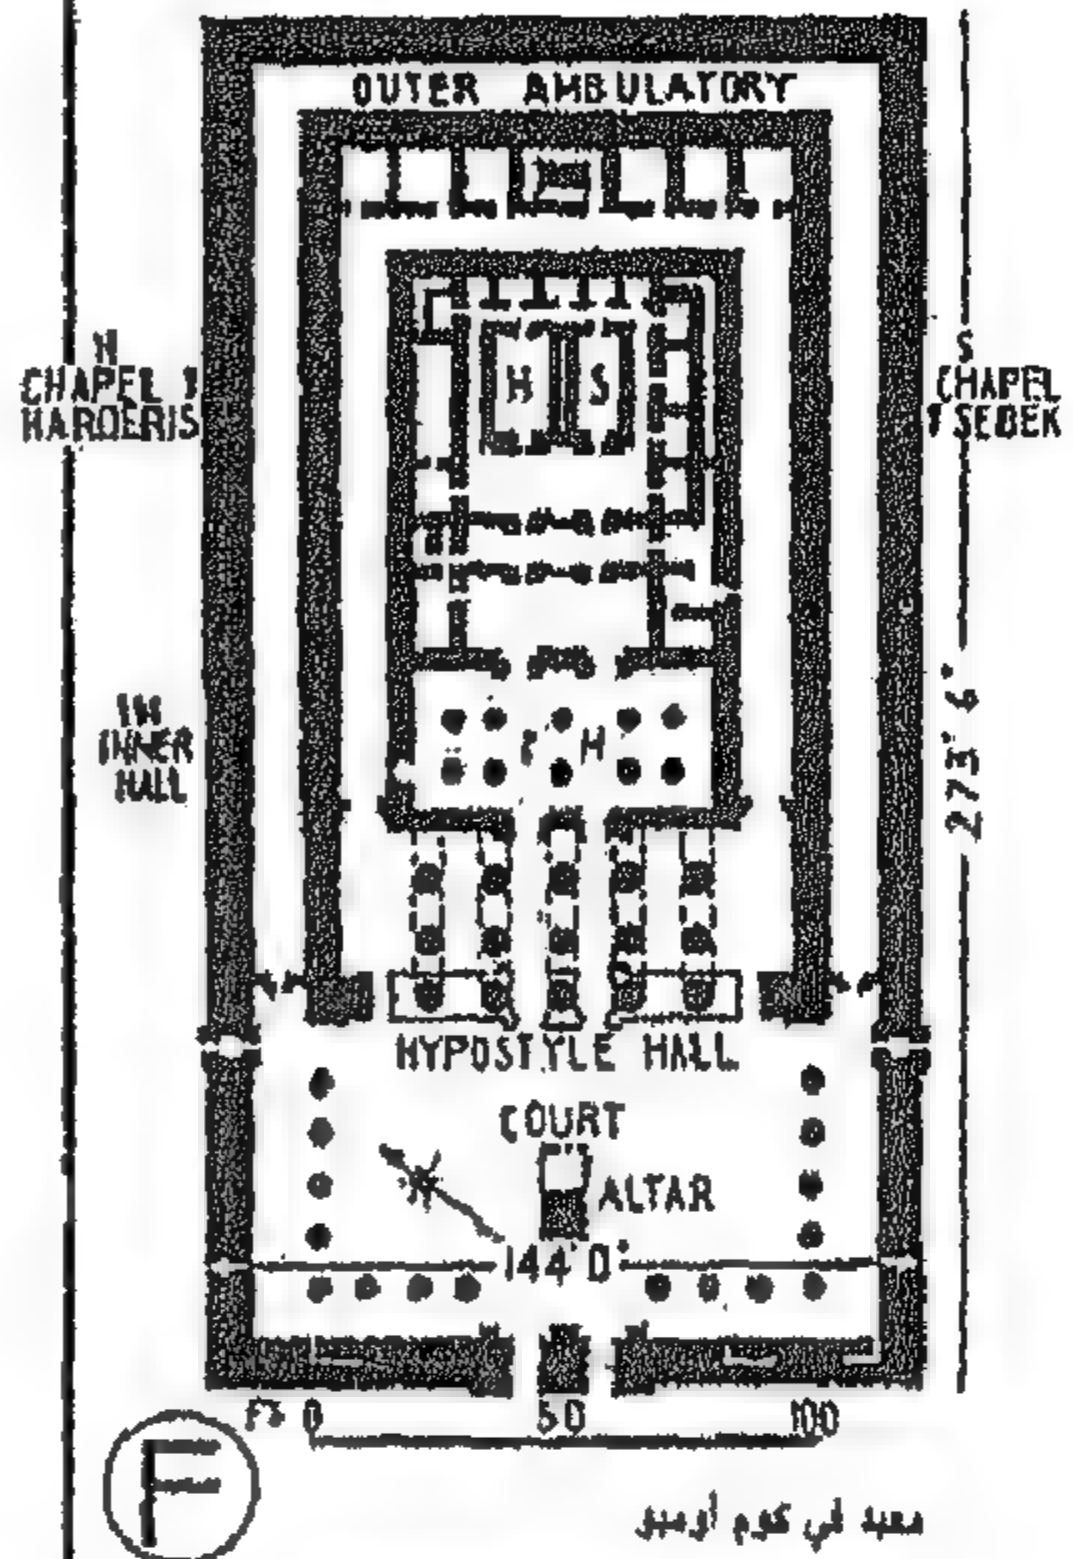 OUTER AMBULATORY
H
CHAPEL
HAROERIS
S
CHAPEL
SEBEK
H S
IH
INNER
HALL
H
273' 6"
HYPOSTYLE HALL
COURT
ALTAR
144' 0"
0 50 100
F
معبد في كوم أومبو